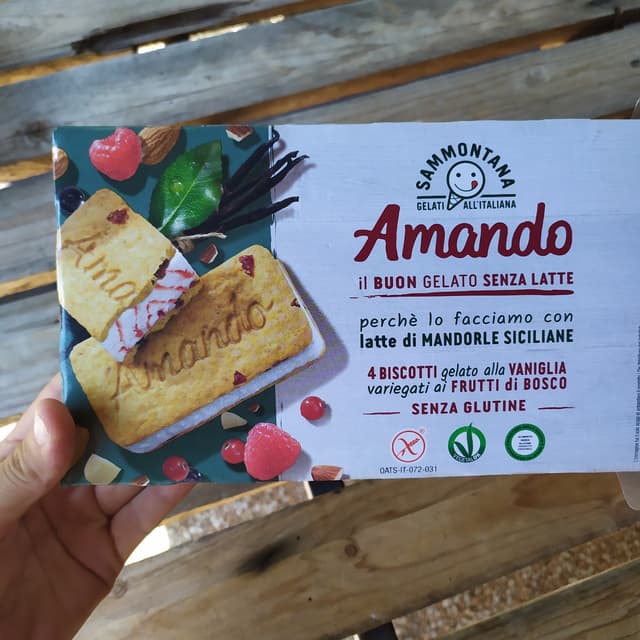 SAMMONTANA
GELATI ALL'ITALIANA
Amando
il BUON GELATO SENZA LATTE
perchè lo facciamo con
latte di MANDORLE SICILIANE
4 BISCOTTI gelato alla VANIGLIA
variegati ai FRUTTI di BOSCO
SENZA GLUTINE
OATS-IT-072-031
Ama
Amando